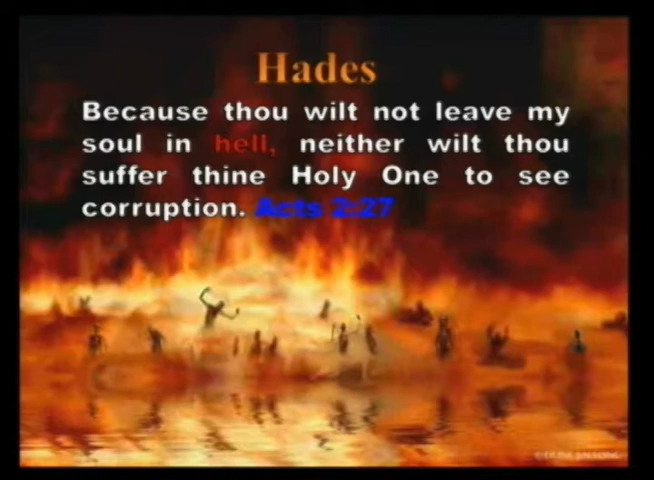 Hades
Because thou wilt not leave my
soul in hell, neither wilt thou
suffer thine Holy One to see
corruption. Acts 2:27